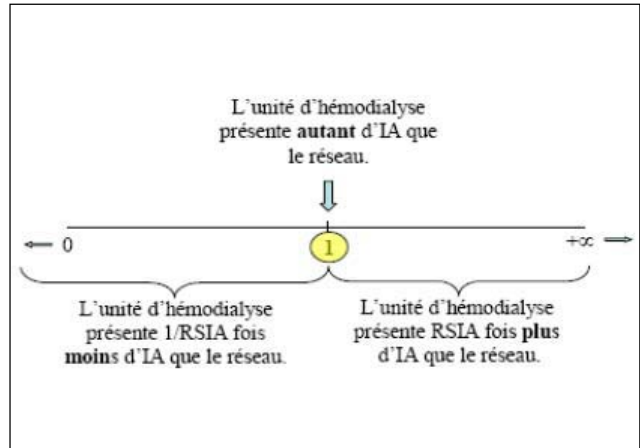 L'unité d'hémodialyse
présente autant d'IA que
le réseau.
0
1
+∞
L'unité d'hémodialyse
présente 1/RSIA fois
moins d'IA que le réseau.
L'unité d'hémodialyse
présente RSIA fois plus
d'IA que le réseau.